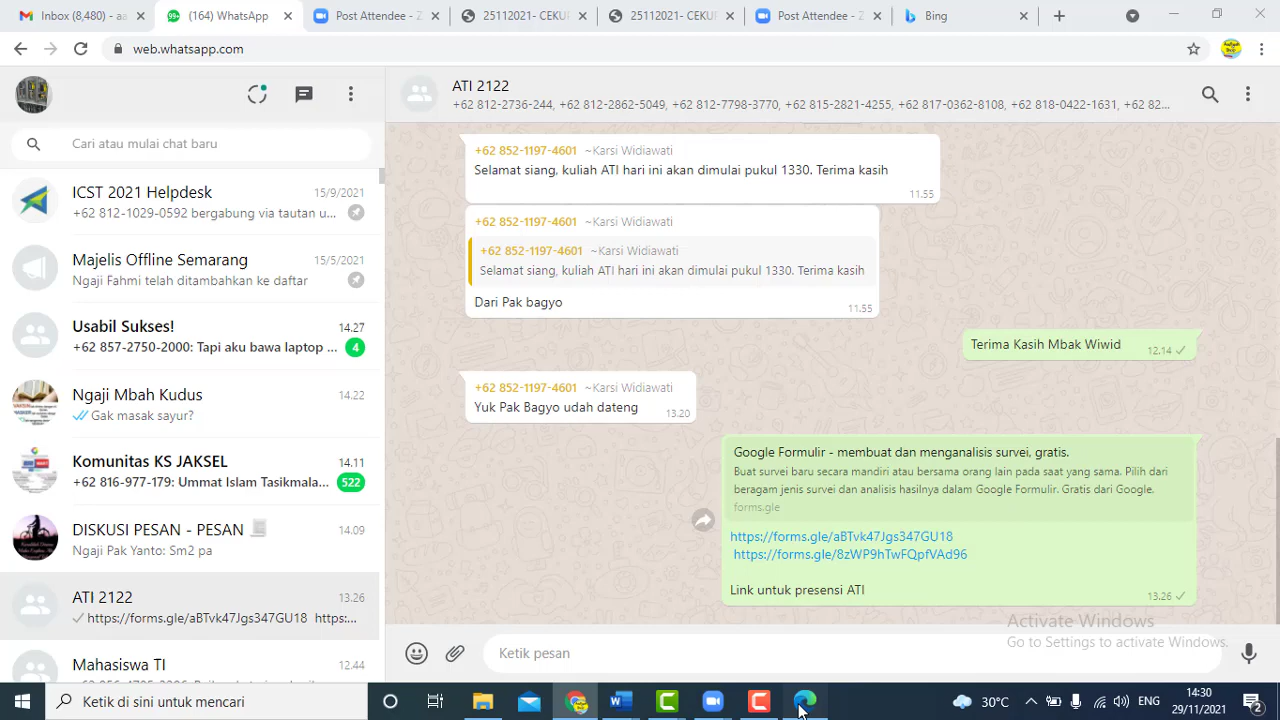 Inbox (8,480) - aa
(164) WhatsApp
Post Attendee - Z
25112021- CEKUP
25112021- CEKUP
Post Attendee - Z
Bing
web.whatsapp.com
ATI 2122
+62 812-2736-244, +62 812-2862-5049, +62 812-7798-3770, +62 815-2821-4255, +62 817-0362-8108, +62 818-0422-1631, +62 82...
Cari atau mulai chat baru
ICST 2021 Helpdesk
15/9/2021
+62 812-1029-0592 bergabung via tautan u...
Majelis Offline Semarang
15/5/2021
Ngaji Fahmi telah ditambahkan ke daftar
Usabil Sukses!
14.27
+62 857-2750-2000: Tapi aku bawa laptop ...
4
Ngaji Mbah Kudus
14.22
Gak masak sayur?
Komunitas KS JAKSEL
14.11
+62 816-977-179: Ummat Islam Tasikmala...
522
DISKUSI PESAN - PESAN
14.09
Ngaji Pak Yanto: Sm2 pa
ATI 2122
13.26
https://forms.gle/aBTvk47Jgs347GU18 https:...
Mahasiswa TI
12.44
+62 852-1197-4601 ~Karsi Widiawati
Selamat siang, kuliah ATI hari ini akan dimulai pukul 1330. Terima kasih
11.55
+62 852-1197-4601 ~Karsi Widiawati
+62 852-1197-4601 ~Karsi Widiawati
Selamat siang, kuliah ATI hari ini akan dimulai pukul 1330. Terima kasih
Dari Pak bagyo
11.55
Terima Kasih Mbak Wiwid
12.14
+62 852-1197-4601 ~Karsi Widiawati
Yuk Pak Bagyo udah dateng
13.20
Google Formulir - membuat dan menganalisis survei, gratis.
Buat survei baru secara mandiri atau bersama orang lain pada saat yang sama. Pilih dari
beragam jenis survei dan analisis hasilnya dalam Google Formulir. Gratis dari Google.
forms.gle
https://forms.gle/aBTvk47Jgs347GU18
https://forms.gle/8zWP9hTwFQpfVAd96
Link untuk presensi ATI
13.26
Activate Windows
Go to Settings to activate Windows.
Ketik pesan
Ketik di sini untuk mencari
30°C
ENG
14:30
29/11/2021
2